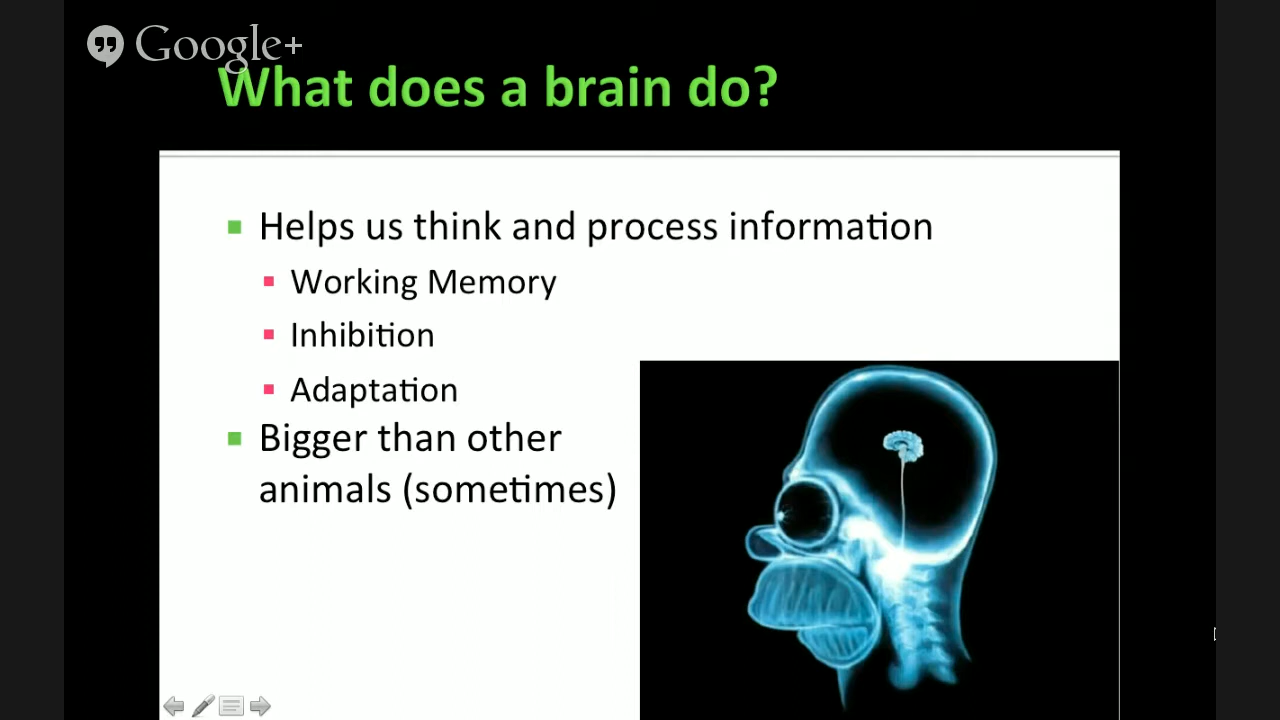 Google+
What does a brain do?
Helps us think and process information
Working Memory
Inhibition
Adaptation
Bigger than other
animals (sometimes)